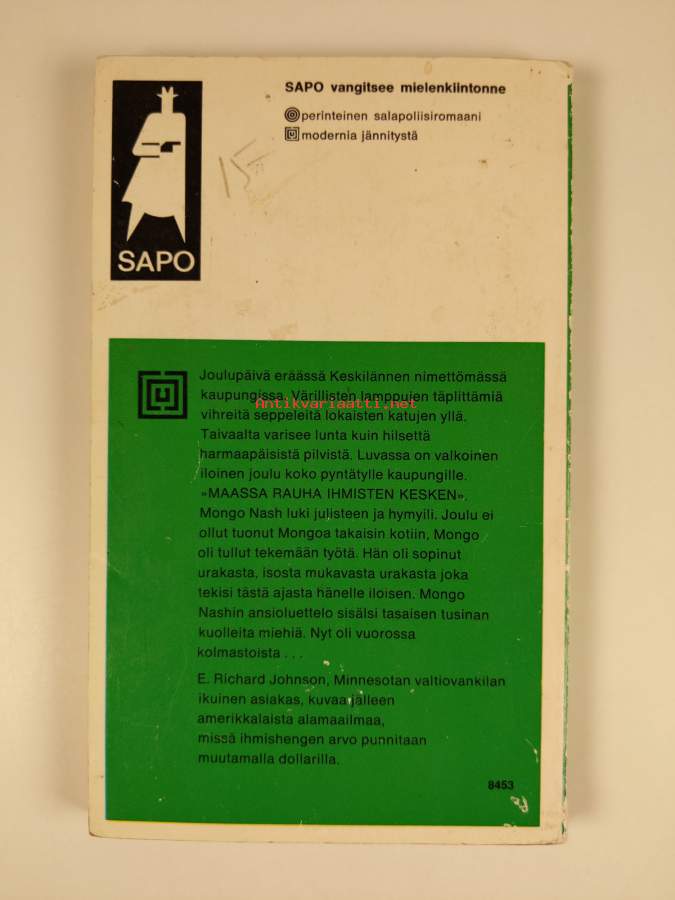 SAPO vangitsee mielenkiintonne
perinteinen salapoliisiromaani
modernia jännitystä
15
SAPO
Joulupäivä eräässä Keskilännen nimettömässä
kaupungissa. Värillisten lamppujen täplittämiä
Antikvariaatti.net
vihreitä seppeleitä lokaisten katujen yllä.
Taivaalta varisee lunta kuin hilsettä
harmaapäisistä pilvistä. Luvassa on valkoinen
iloinen joulu koko pyntätylle kaupungille.
»MAASSA RAUHA IHMISTEN KESKEN»,
Mongo Nash luki julisteen ja hymyili. Joulu ei
ollut tuonut Mongoa takaisin kotiin, Mongo
oli tullut tekemään työtä. Hän oli sopinut
urakasta, isosta mukavasta urakasta joka
tekisi tästä ajasta hänelle iloisen. Mongo
Nashin ansioluettelo sisälsi tasaisen tusinan
kuolleita miehiä. Nyt oli vuorossa
kolmastoista . . .
E. Richard Johnson, Minnesotan valtiovankilan
ikuinen asiakas, kuvaa jälleen
amerikkalaista alamaailmaa,
missä ihmishengen arvo punnitaan
muutamalla dollarilla.
8453